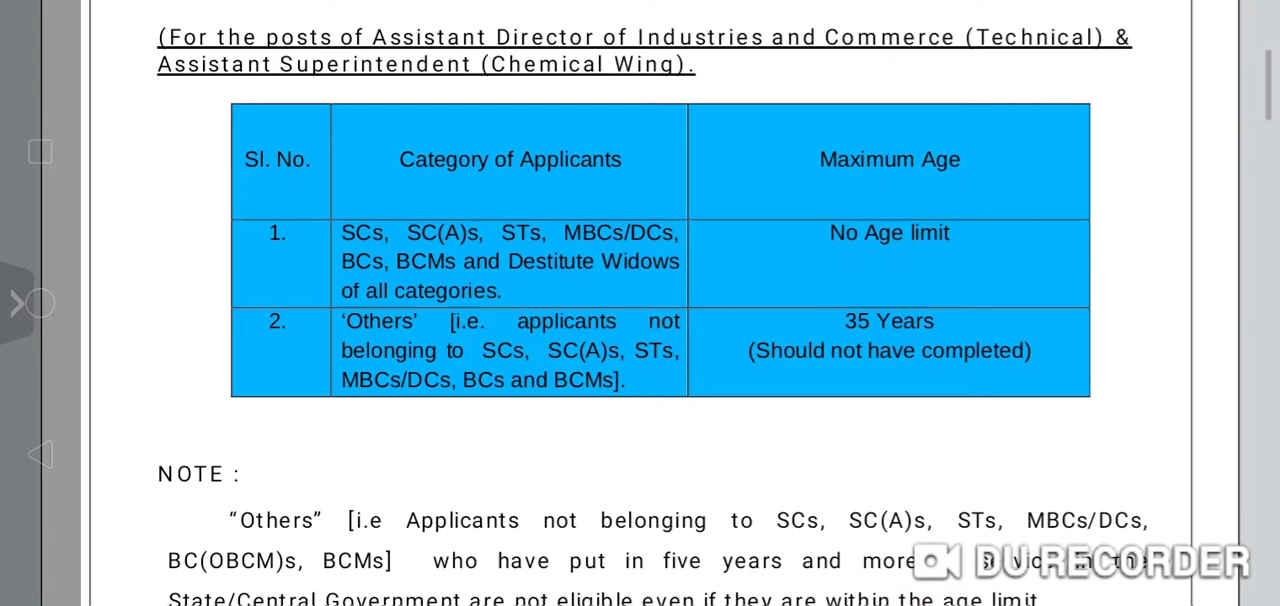 (For the posts of Assistant Director of Industries and Commerce (Technical) &
Assistant Superintendent (Chemical Wing).
Sl. No.
Category of Applicants
Maximum Age
1.
SCs, SC(A)s, STs, MBCs/DCs,
BCs, BCMs and Destitute Widows
of all categories.
No Age limit
2.
‘Others’ [i.e. applicants not
belonging to SCs, SC(A)s, STs,
MBCs/DCs, BCs and BCMs].
35 Years
(Should not have completed)
NOTE :
“Others” [i.e Applicants not belonging to SCs, SC(A)s, STs, MBCs/DCs,
BC(OBCM)s, BCMs] who have put in five years and more the
State/Central Government are not eligible even if they are within the age limit
DU RECORDER